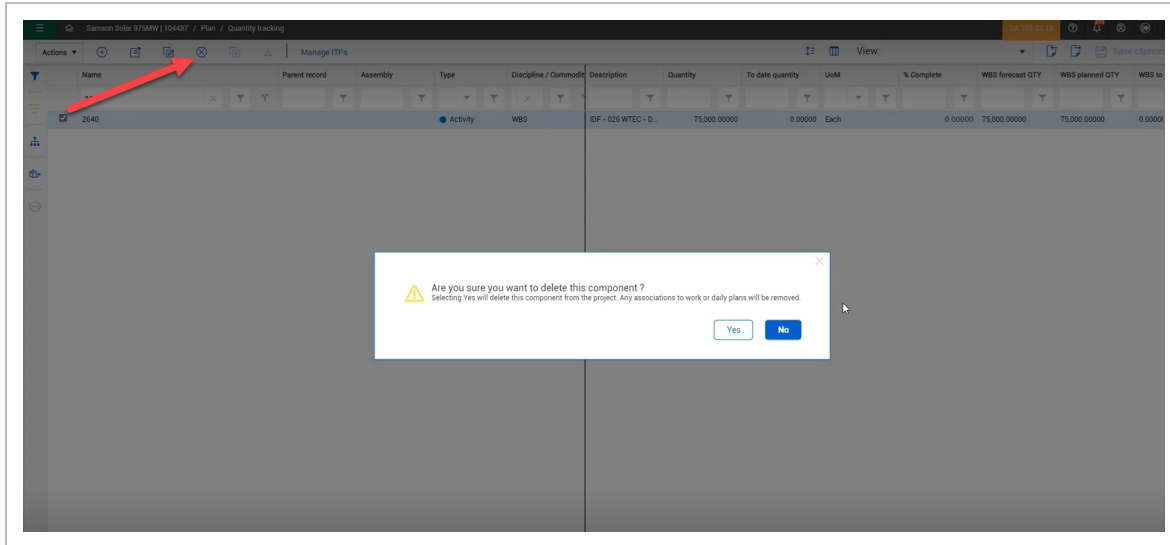 Samson Solar 975MW | 104487 / Plan / Quantity tracking
Actions Manage ITPs View: Save claiming
Name Parent record Assembly Type Discipline / Commodit Description Quantity To date quantity UoM % Complete WBS forecast QTY WBS planned QTY WBS to
2640 Activity WBS IDF - 026 WTEC - D... 75,000.00000 0.00000 Each 0.00000 75,000.00000 75,000.00000 0.0000
Are you sure you want to delete this component ?
Selecting Yes will delete this component from the project. Any associations to work or daily plans will be removed.
Yes No